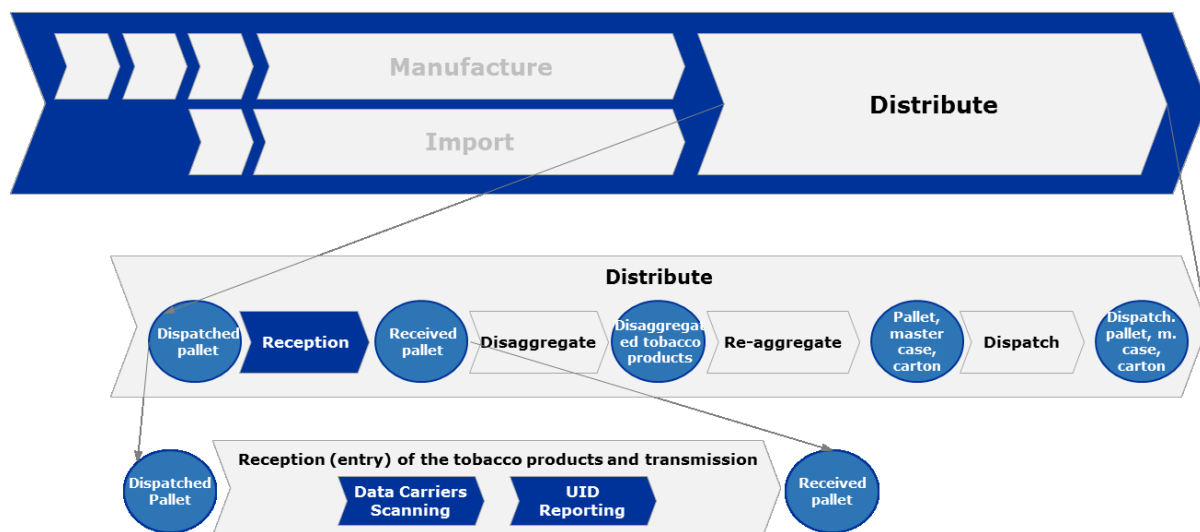 Manufacture
Import
Distribute
Distribute
Dispatched
pallet
Reception
Received
pallet
Disaggregate
Disaggregat
ed tobacco
products
Re-aggregate
Pallet,
master
case,
carton
Dispatch
Dispatch.
pallet, m.
case,
carton
Dispatched
Pallet
Reception (entry) of the tobacco products and transmission
Data Carriers
Scanning
UID
Reporting
Received
pallet